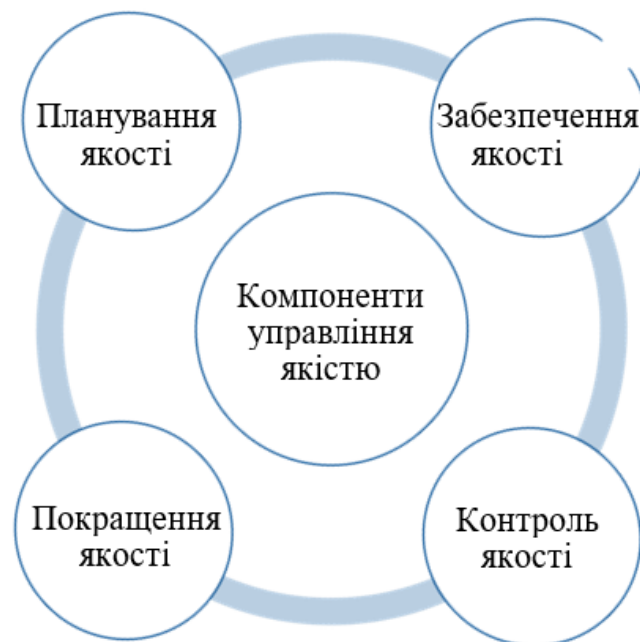 Планування
якості
Забезпечення
якості
Компоненти
управління
якістю
Покращення
якості
Контроль
якості